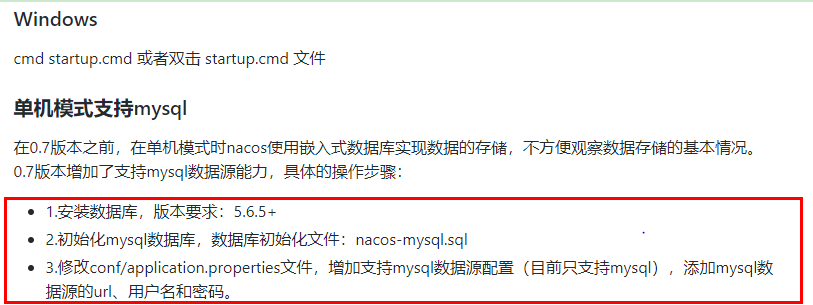 Windows
cmd startup.cmd 或者双击 startup.cmd 文件
单机模式支持mysql
在0.7版本之前，在单机模式时nacos使用嵌入式数据库实现数据的存储，不方便观察数据存储的基本情况。
0.7版本增加了支持mysql数据源能力，具体的操作步骤：
1.安装数据库，版本要求：5.6.5+
2.初始化mysql数据库，数据库初始化文件：nacos-mysql.sql
3.修改conf/application.properties文件，增加支持mysql数据源配置（目前只支持mysql），添加mysql数
据源的url、用户名和密码。